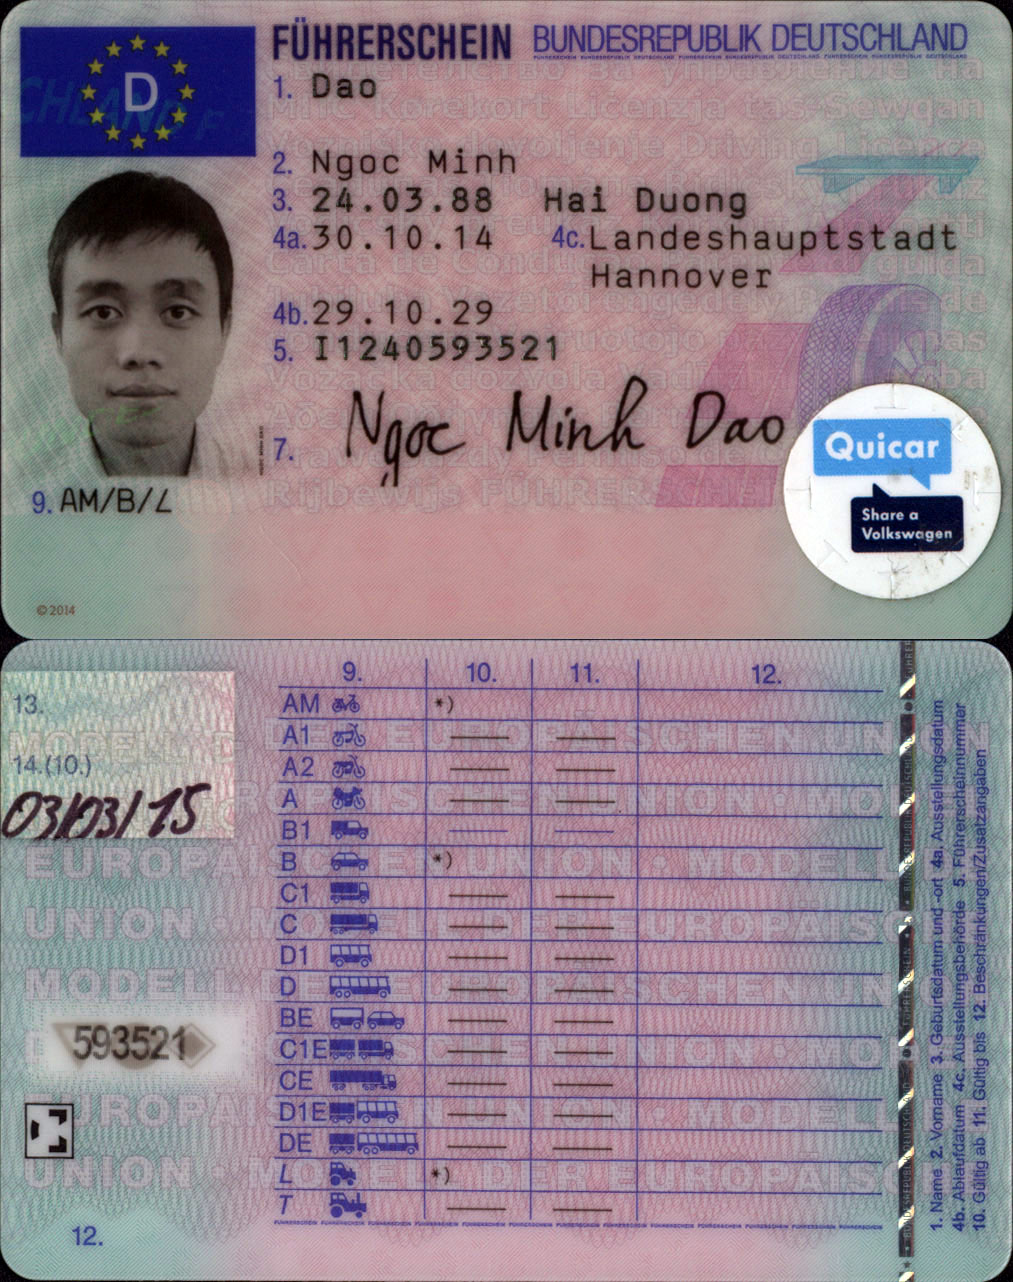 FÜHRERSCHEIN BUNDESREPUBLIK DEUTSCHLAND
D
1. Dao
2. Ngoc Minh
3. 24.03.88 Hai Duong
4a. 30.10.14 4c. Landeshauptstadt
Hannover
4b. 29.10.29
5. I1240593521
7. Ngoc Minh Dao
9. AM/B/L
Quicar
Share a
Volkswagen
©2014
13.
14.(10.)
03/03/15
593521
12.
9. 10. 11. 12.
AM *)
A1
A2
A
B1
B *)
C1
C
D1
D
BE
C1E
CE
D1E
DE
L *)
T
1. Name 2. Vorname 3. Geburtsdatum und -ort 4a. Ausstellungsdatum
4b. Ablaufdatum 4c. Ausstellungsbehörde 5. Führerscheinnummer
10. Gültig ab 11. Gültig bis 12. Beschränkungen/Zusatzangaben
MODELL DER EUROPÄISCHEN UNION